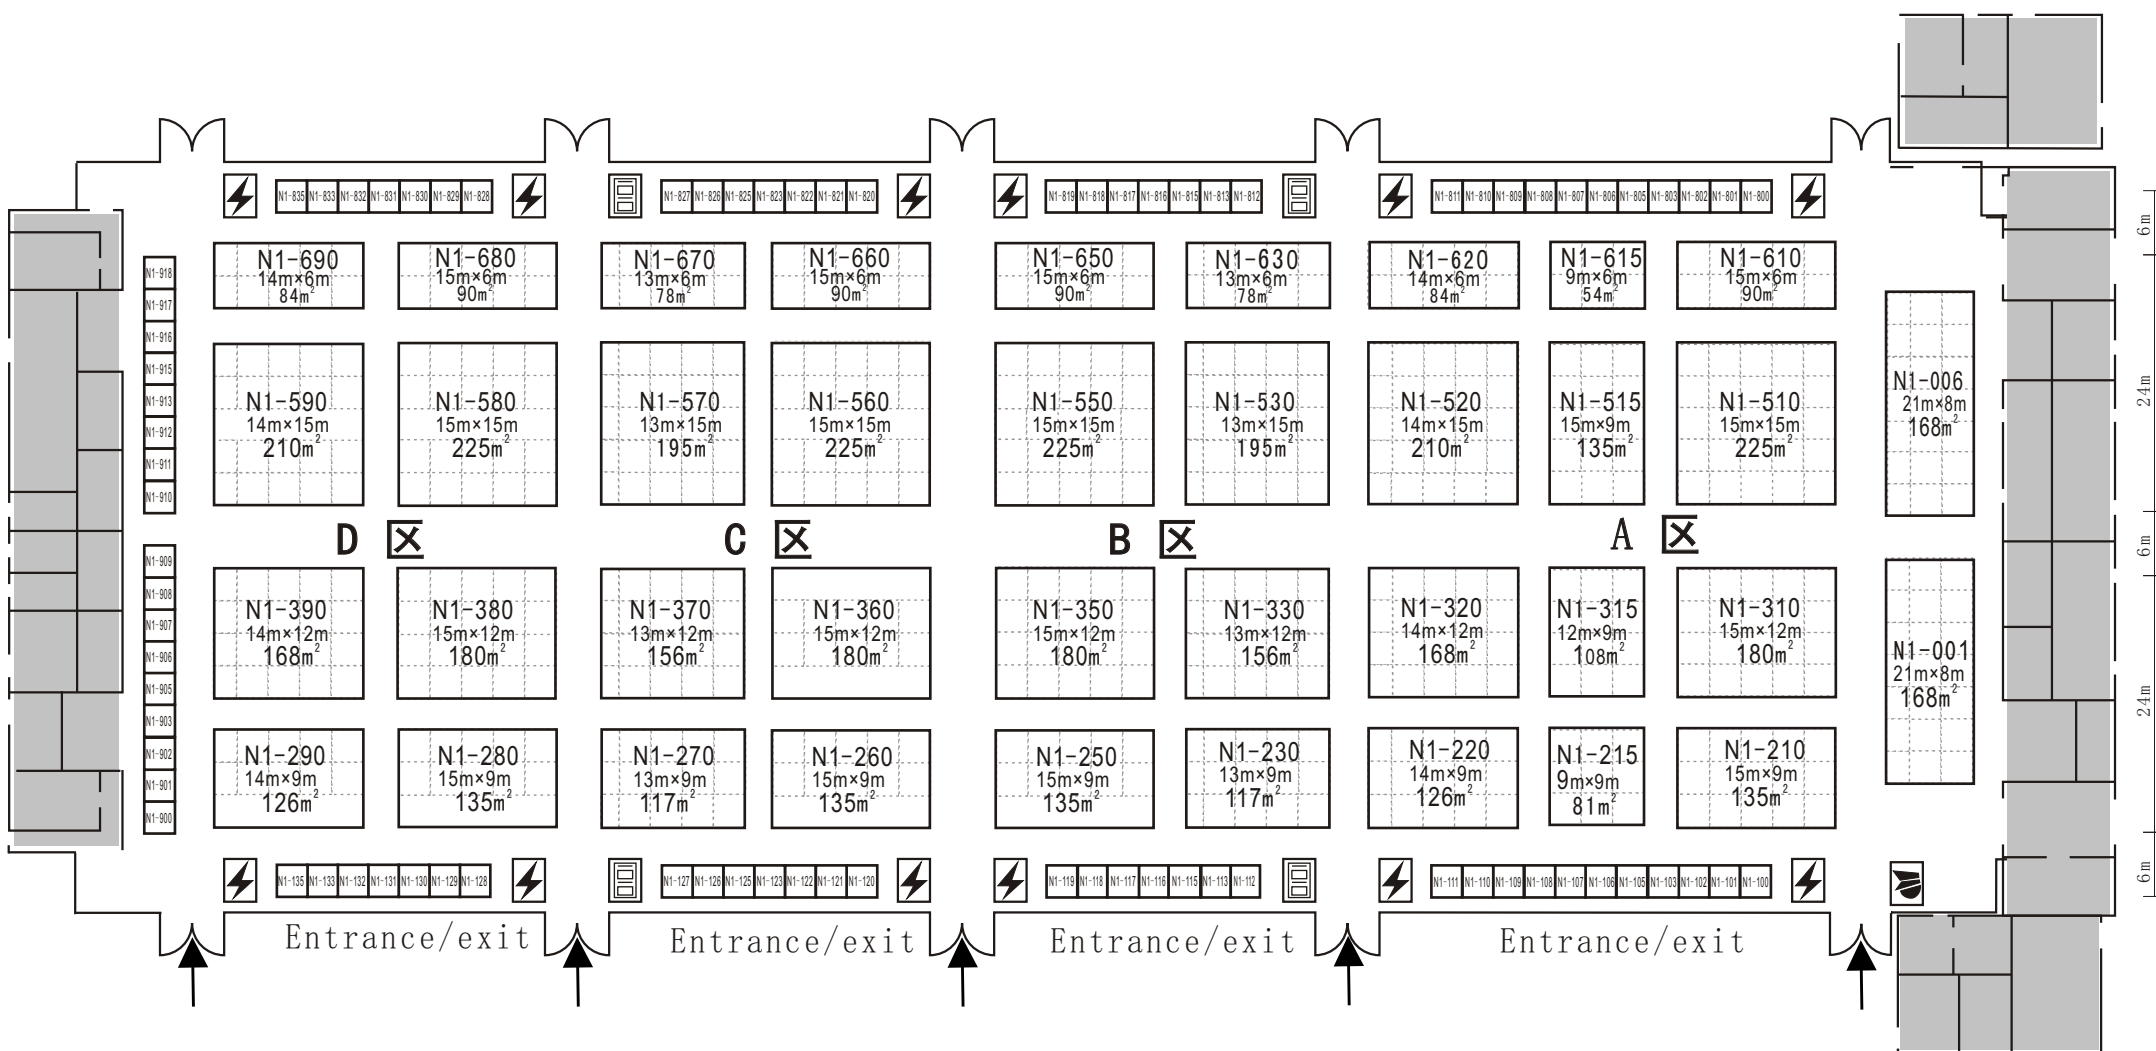 N1-835 N1-833 N1-832 N1-831 N1-830 N1-829 N1-828
N1-827 N1-826 N1-825 N1-823 N1-822 N1-821 N1-820
N1-819 N1-818 N1-817 N1-816 N1-815 N1-813 N1-812
N1-811 N1-810 N1-809 N1-808 N1-807 N1-806 N1-805 N1-803 N1-802 N1-801 N1-800
N1-918
N1-917
N1-916
N1-915
N1-913
N1-912
N1-911
N1-910
N1-909
N1-908
N1-907
N1-906
N1-905
N1-903
N1-902
N1-901
N1-900
N1-690
14m×6m
84m²
N1-680
15m×6m
90m²
N1-670
13m×6m
78m²
N1-660
15m×6m
90m²
N1-650
15m×6m
90m²
N1-630
13m×6m
78m²
N1-620
14m×6m
84m²
N1-615
9m×6m
54m²
N1-610
15m×6m
90m²
N1-590
14m×15m
210m²
N1-580
15m×15m
225m²
N1-570
13m×15m
195m²
N1-560
15m×15m
225m²
N1-550
15m×15m
225m²
N1-530
13m×15m
195m²
N1-520
14m×15m
210m²
N1-515
15m×9m
135m²
N1-510
15m×15m
225m²
N1-006
21m×8m
168m²
D 区
C 区
B 区
A 区
N1-390
14m×12m
168m²
N1-380
15m×12m
180m²
N1-370
13m×12m
156m²
N1-360
15m×12m
180m²
N1-350
15m×12m
180m²
N1-330
13m×12m
156m²
N1-320
14m×12m
168m²
N1-315
12m×9m
108m²
N1-310
15m×12m
180m²
N1-001
21m×8m
168m²
N1-290
14m×9m
126m²
N1-280
15m×9m
135m²
N1-270
13m×9m
117m²
N1-260
15m×9m
135m²
N1-250
15m×9m
135m²
N1-230
13m×9m
117m²
N1-220
14m×9m
126m²
N1-215
9m×9m
81m²
N1-210
15m×9m
135m²
N1-135 N1-133 N1-132 N1-131 N1-130 N1-129 N1-128
N1-127 N1-126 N1-125 N1-123 N1-122 N1-121 N1-120
N1-119 N1-118 N1-117 N1-116 N1-115 N1-113 N1-112
N1-111 N1-110 N1-109 N1-108 N1-107 N1-106 N1-105 N1-103 N1-102 N1-101 N1-100
Entrance/exit
Entrance/exit
Entrance/exit
Entrance/exit
6m
24m
6m
24m
6m